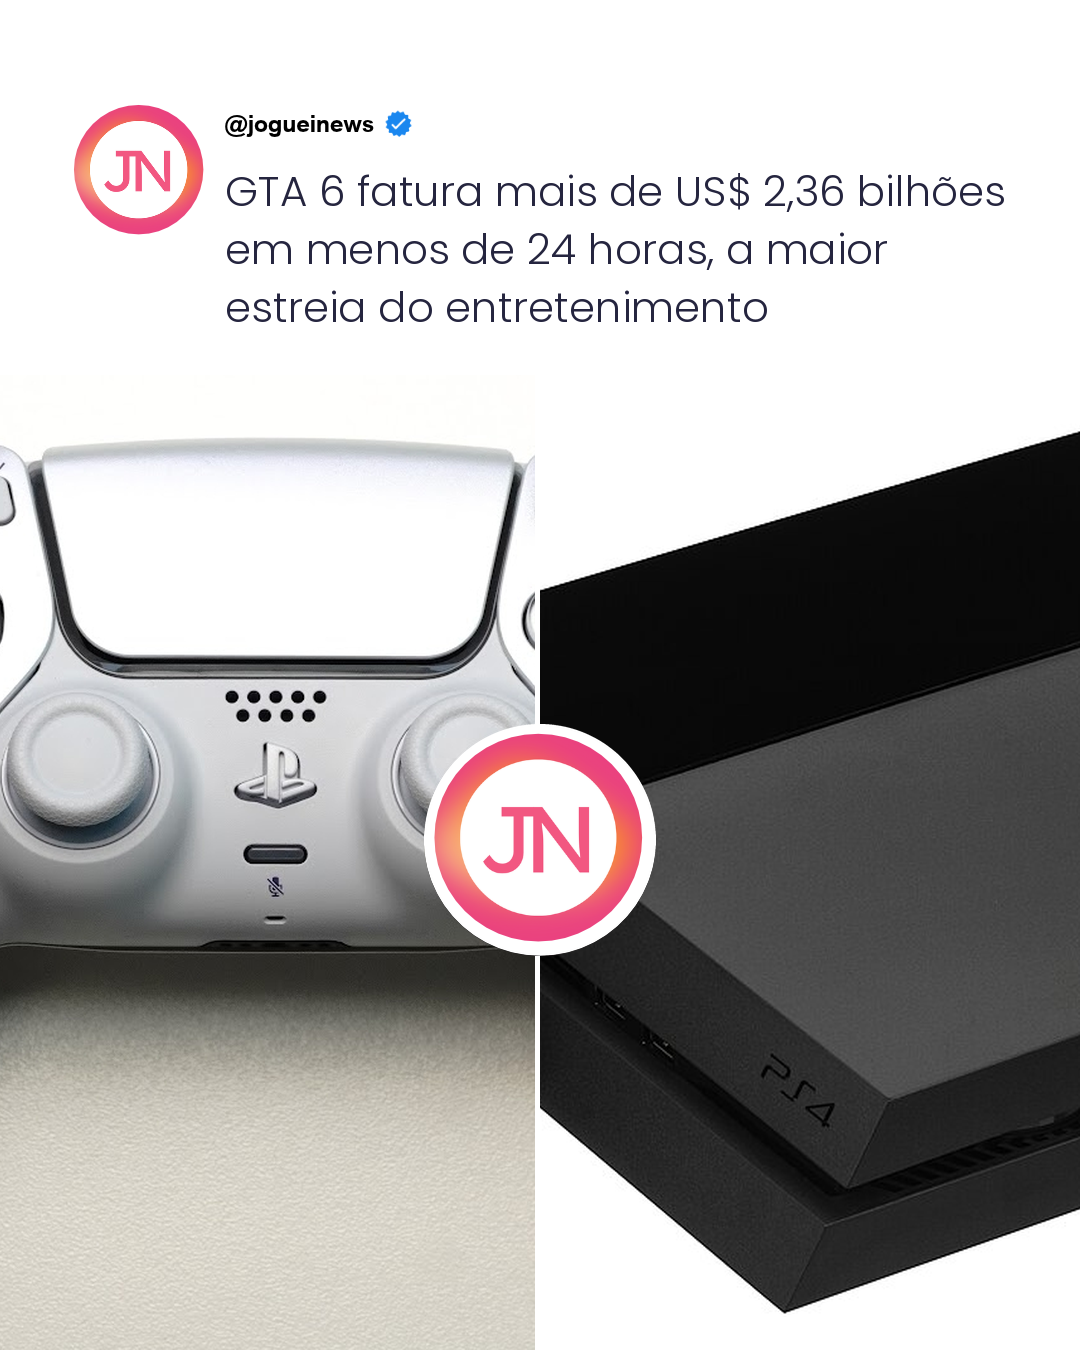 JN
@jogueinews
GTA 6 fatura mais de US$ 2,36 bilhões
em menos de 24 horas, a maior
estreia do entretenimento
JN
PS4